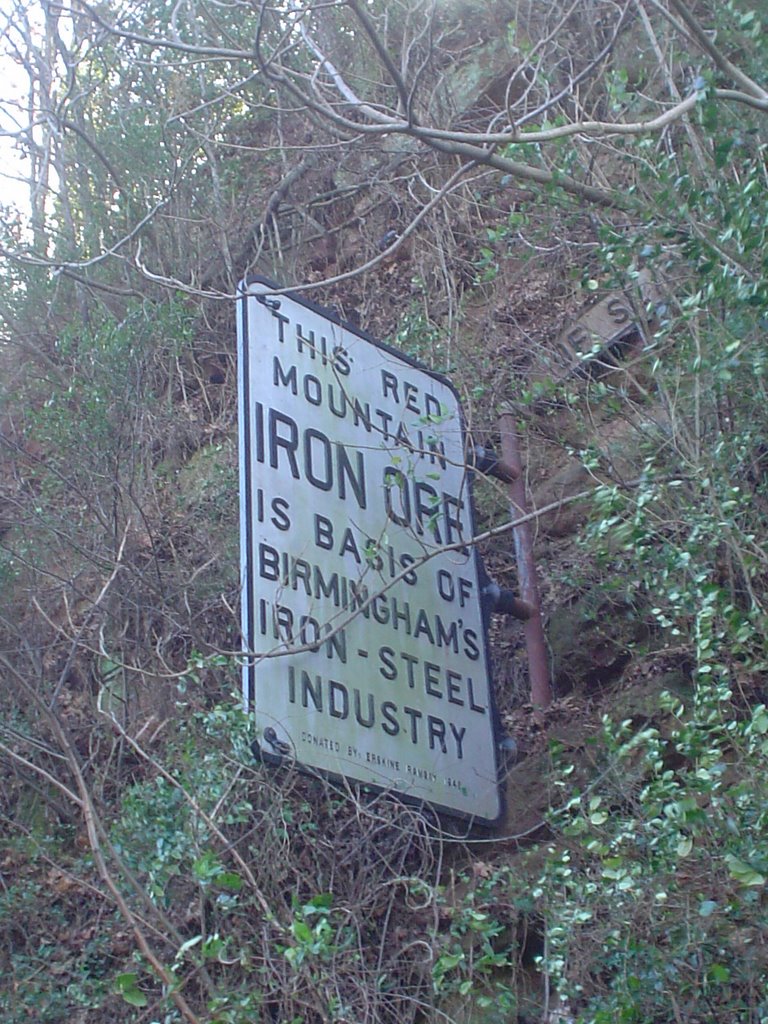 THIS RED
MOUNTAIN
IRON ORE
IS BASIS OF
BIRMINGHAM'S
IRON-STEEL
INDUSTRY
DONATED BY: ERSKINE RAMSAY
E S